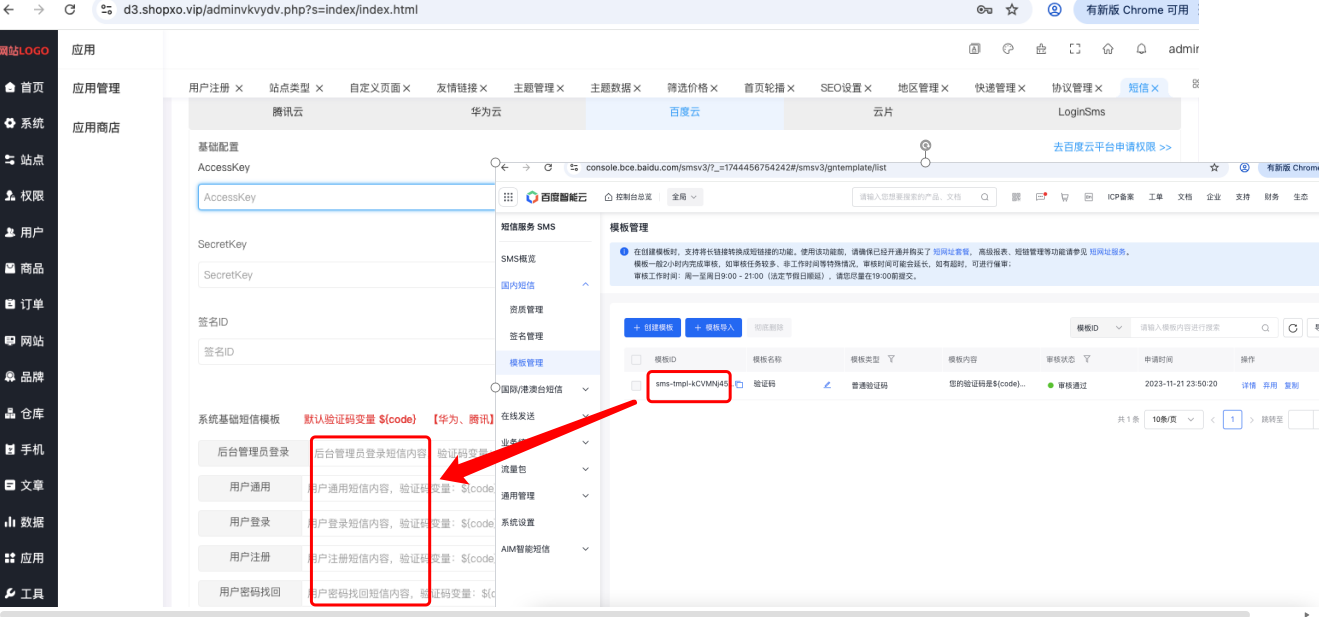 d3.shopxo.vip/adminvkvydv.php?s=index/index.html
有新版 Chrome 可用
网站LOGO
应用
admin
首页
应用管理
用户注册 ×
站点类型 ×
自定义页面 ×
友情链接 ×
主题管理 ×
主题数据 ×
筛选价格 ×
首页轮播 ×
SEO设置 ×
地区管理 ×
快递管理 ×
协议管理 ×
短信 ×
系统
应用商店
腾讯云
华为云
百度云
云片
LoginSms
站点
权限
用户
商品
订单
网站
品牌
仓库
手机
文章
数据
应用
工具
基础配置
去百度云平台申请权限 >>
AccessKey
AccessKey
SecretKey
SecretKey
签名ID
签名ID
系统基础短信模板
默认验证码变量 ${code}
【华为、腾讯】
后台管理员登录
后台管理员登录短信内容，验证码变量
用户通用
用户通用短信内容，验证码变量：${code
用户登录
用户登录短信内容，验证码变量：${code
用户注册
用户注册短信内容，验证码变量：${code
用户密码找回
用户密码找回短信内容，验证码变量：${c
console.bce.baidu.com/smsv3/?_=1744456754242#/smsv3/gntemplate/list
有新版 Chrome
百度智能云
控制台总览
全局
请输入您想要搜索的产品、文档
ICP备案
工单
文档
企业
支持
财务
生态
短信服务 SMS
SMS概览
国内短信
资质管理
签名管理
模板管理
国际/港澳台短信
在线发送
流量包
通用管理
系统设置
AIM智能短信
模板管理
在创建模板时，支持将长链接转换成短链接的功能。使用该功能前，请确保已经开通并购买了 短网址套餐，高级报表、短链管理等功能请参见 短网址服务。
模板一般2小时内完成审核，如审核任务较多、非工作时间等特殊情况，审核时间可能会延长，如有超时，可进行催审；
审核工作时间：周一至周日9:00 - 21:00（法定节假日顺延），请您尽量在19:00前提交。
+ 创建模板
+ 模板导入
彻底删除
模板ID
请输入模板内容进行搜索
模板ID
模板名称
模板类型
模板内容
审核状态
申请时间
操作
sms-tmpl-kCVMNj45...
验证码
普通验证码
您的验证码是${code}...
审核通过
2023-11-21 23:50:20
详情
弃用
复制
共 1 条
10条/页
<
1
>
跳转至